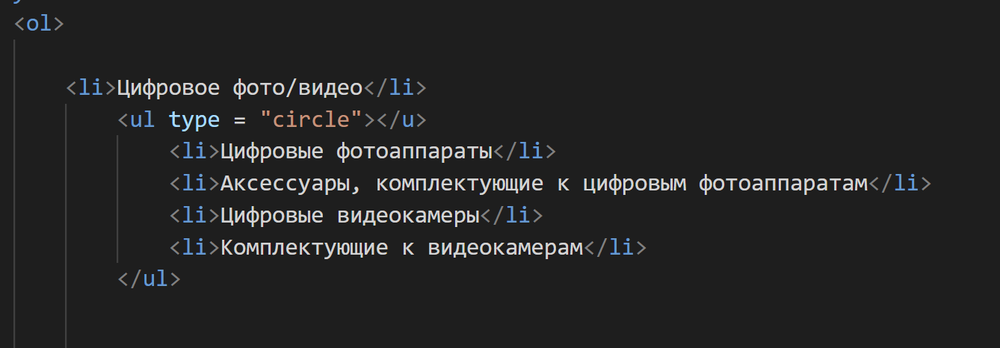 <ol>
<li>Цифровое фото/видео</li>
<ul type = "circle"></u>
<li>Цифровые фотоаппараты</li>
<li>Аксессуары, комплектующие к цифровым фотоаппаратам</li>
<li>Цифровые видеокамеры</li>
<li>Комплектующие к видеокамерам</li>
</ul>